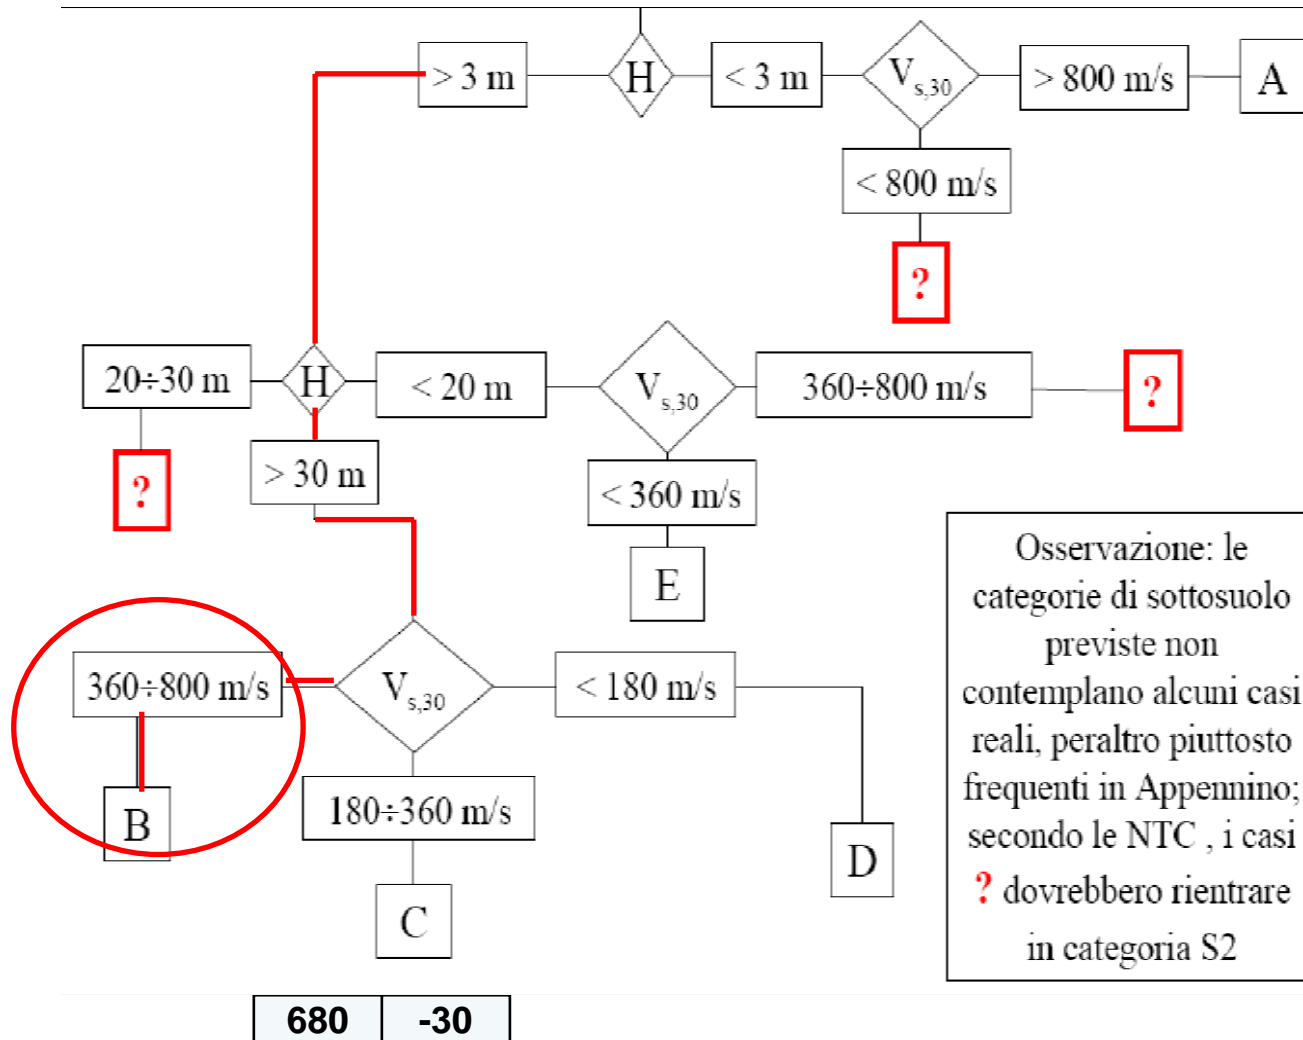 > 3 m
H
< 3 m
Vs,30
> 800 m/s
A
< 800 m/s
?
20÷30 m
H
< 20 m
Vs,30
360÷800 m/s
?
?
> 30 m
< 360 m/s
E
360÷800 m/s
Vs,30
< 180 m/s
B
180÷360 m/s
D
C
Osservazione: le
categorie di sottosuolo
previste non
contemplano alcuni casi
reali, peraltro piuttosto
frequenti in Appennino;
secondo le NTC , i casi
? dovrebbero rientrare
in categoria S2
680 -30